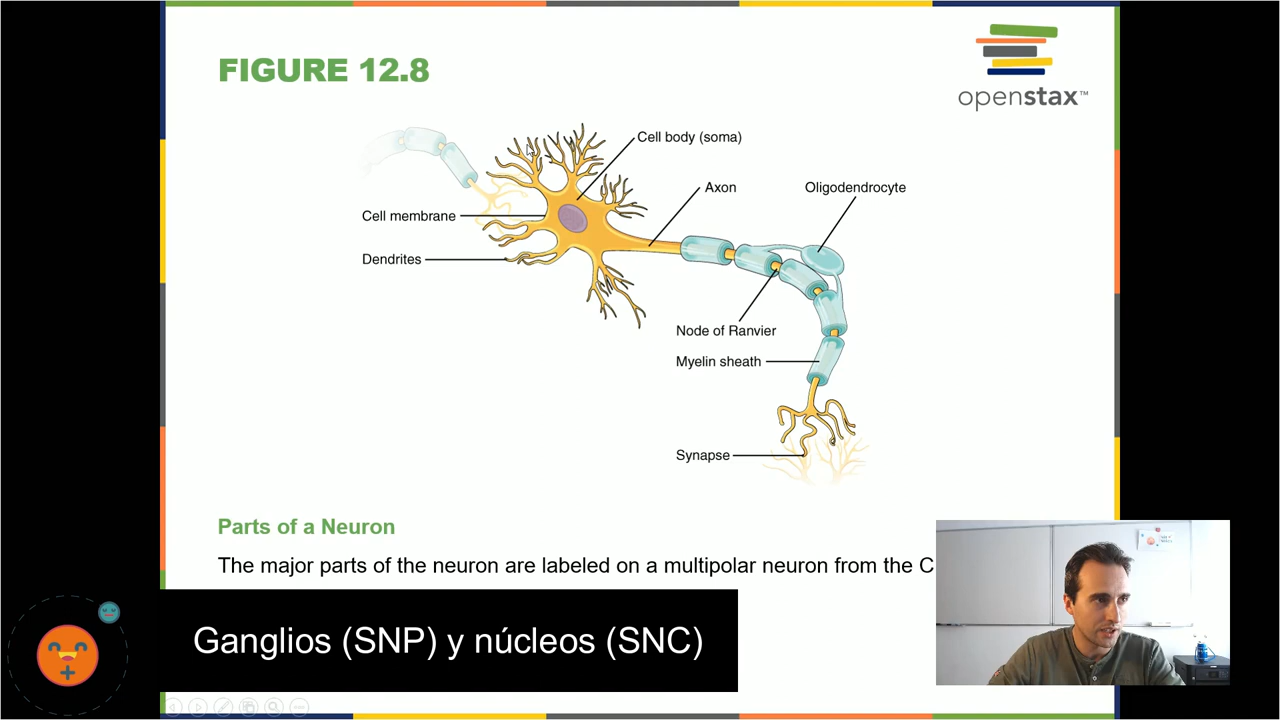 FIGURE 12.8
openstax™
Cell body (soma)
Axon
Oligodendrocyte
Cell membrane
Dendrites
Node of Ranvier
Myelin sheath
Synapse
Parts of a Neuron
The major parts of the neuron are labeled on a multipolar neuron from the C
Ganglios (SNP) y núcleos (SNC)